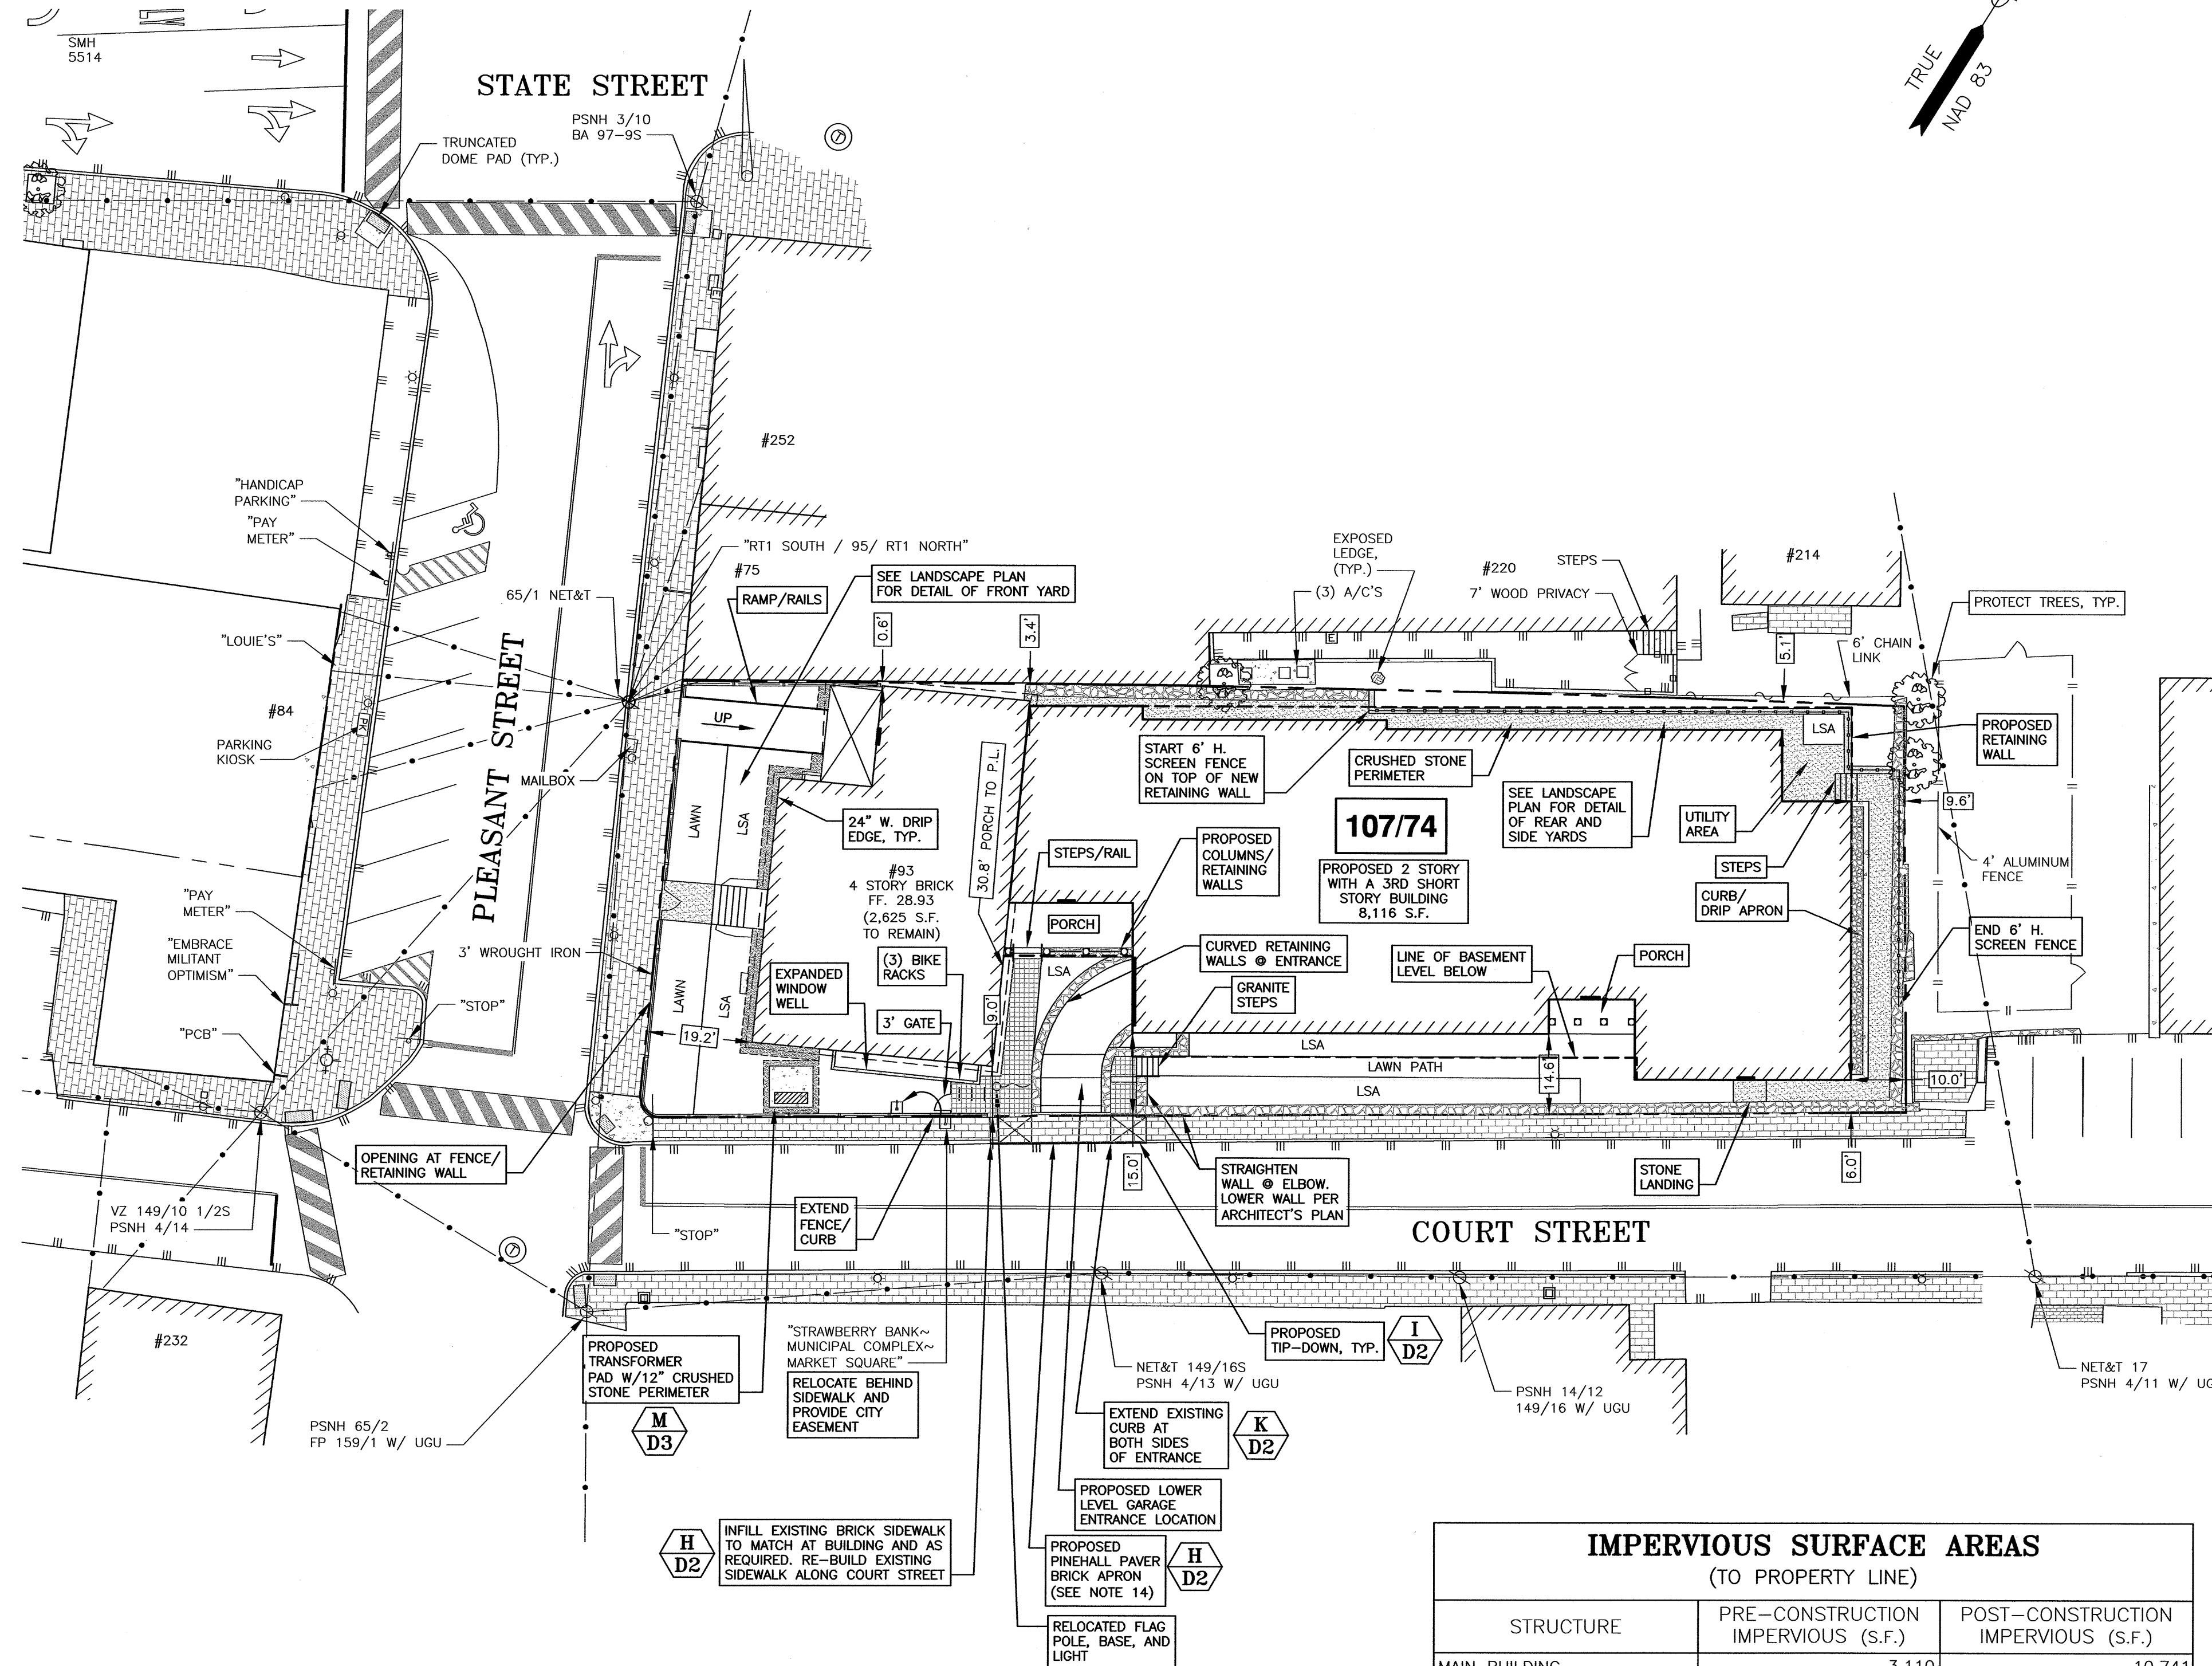 SMH
5514
STATE STREET
TRUE
NAD 83
PSNH 3/10
BA 97-9S
TRUNCATED
DOME PAD (TYP.)
#252
"HANDICAP
PARKING"
"PAY
METER"
"RT1 SOUTH / 95/ RT1 NORTH"
#75
65/1 NET&T
RAMP/RAILS
SEE LANDSCAPE PLAN
FOR DETAIL OF FRONT YARD
EXPOSED
LEDGE,
(TYP.)
(3) A/C'S
E
#220
STEPS
7' WOOD PRIVACY
#214
PROTECT TREES, TYP.
0.6'
3.4'
5.1'
6' CHAIN
LINK
"LOUIE'S"
PLEASANT STREET
#84
PK
PARKING
KIOSK
MAILBOX
UP
LAWN
LSA
24" W. DRIP
EDGE, TYP.
START 6' H.
SCREEN FENCE
ON TOP OF NEW
RETAINING WALL
CRUSHED STONE
PERIMETER
LSA
PROPOSED
RETAINING
WALL
30.8' PORCH TO P.L.
107/74
SEE LANDSCAPE
PLAN FOR DETAIL
OF REAR AND
SIDE YARDS
UTILITY
AREA
9.6'
STEPS/RAIL
PROPOSED
COLUMNS/
RETAINING
WALLS
#93
4 STORY BRICK
FF. 28.93
(2,625 S.F.
TO REMAIN)
PROPOSED 2 STORY
WITH A 3RD SHORT
STORY BUILDING
8,116 S.F.
STEPS
4' ALUMINUM
FENCE
CURB/
DRIP APRON
"PAY
METER"
"EMBRACE
MILITANT
OPTIMISM"
3' WROUGHT IRON
LAWN
LSA
EXPANDED
WINDOW
WELL
(3) BIKE
RACKS
PORCH
LSA
CURVED RETAINING
WALLS @ ENTRANCE
LINE OF BASEMENT
LEVEL BELOW
PORCH
END 6' H.
SCREEN FENCE
"STOP"
"PCB"
19.2'
3' GATE
9.0'
GRANITE
STEPS
LSA
LAWN PATH
LSA
14.6'
10.0'
OPENING AT FENCE/
RETAINING WALL
15.0'
STRAIGHTEN
WALL @ ELBOW.
LOWER WALL PER
ARCHITECT'S PLAN
STONE
LANDING
6.0'
VZ 149/10 1/2S
PSNH 4/14
"STOP"
EXTEND
FENCE/
CURB
COURT STREET
#232
PROPOSED
TRANSFORMER
PAD W/12" CRUSHED
STONE PERIMETER
M
D3
"STRAWBERRY BANK~
MUNICIPAL COMPLEX~
MARKET SQUARE"
RELOCATE BEHIND
SIDEWALK AND
PROVIDE CITY
EASEMENT
NET&T 149/16S
PSNH 4/13 W/ UGU
PROPOSED
TIP-DOWN, TYP.
I
D2
PSNH 14/12
149/16 W/ UGU
NET&T 17
PSNH 4/11 W/ UG
PSNH 65/2
FP 159/1 W/ UGU
EXTEND EXISTING
CURB AT
BOTH SIDES
OF ENTRANCE
K
D2
PROPOSED LOWER
LEVEL GARAGE
ENTRANCE LOCATION
H
D2
INFILL EXISTING BRICK SIDEWALK
TO MATCH AT BUILDING AND AS
REQUIRED. RE-BUILD EXISTING
SIDEWALK ALONG COURT STREET
PROPOSED
PINEHALL PAVER
BRICK APRON
(SEE NOTE 14)
H
D2
RELOCATED FLAG
POLE, BASE, AND
LIGHT
IMPERVIOUS SURFACE AREAS
(TO PROPERTY LINE)
STRUCTURE
PRE-CONSTRUCTION
IMPERVIOUS (S.F.)
POST-CONSTRUCTION
IMPERVIOUS (S.F.)
MAIN BUILDING 3,110 10,741